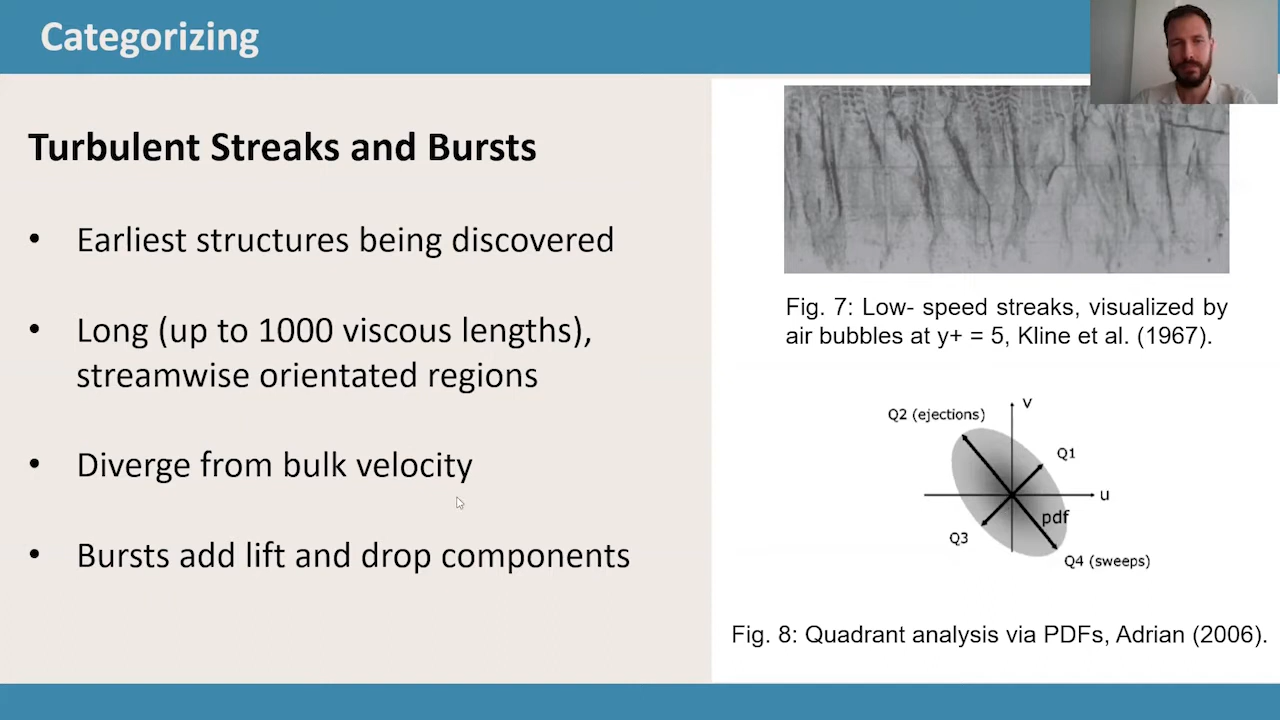 Categorizing
Turbulent Streaks and Bursts
• Earliest structures being discovered
• Long (up to 1000 viscous lengths),
streamwise orientated regions
• Diverge from bulk velocity
• Bursts add lift and drop components
Fig. 7: Low- speed streaks, visualized by
air bubbles at y+ = 5, Kline et al. (1967).
v
Q2 (ejections)
Q1
u
pdf
Q3
Q4 (sweeps)
Fig. 8: Quadrant analysis via PDFs, Adrian (2006).